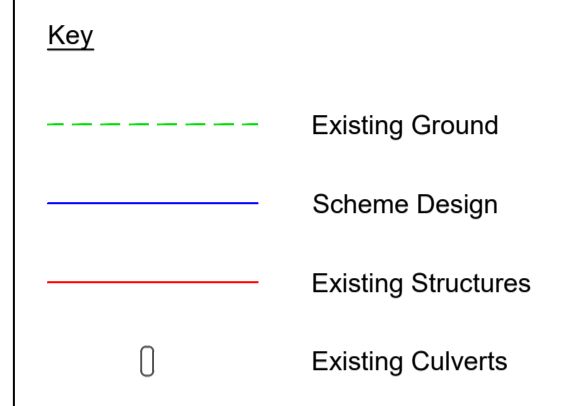 Key
Existing Ground
Scheme Design
Existing Structures
Existing Culverts